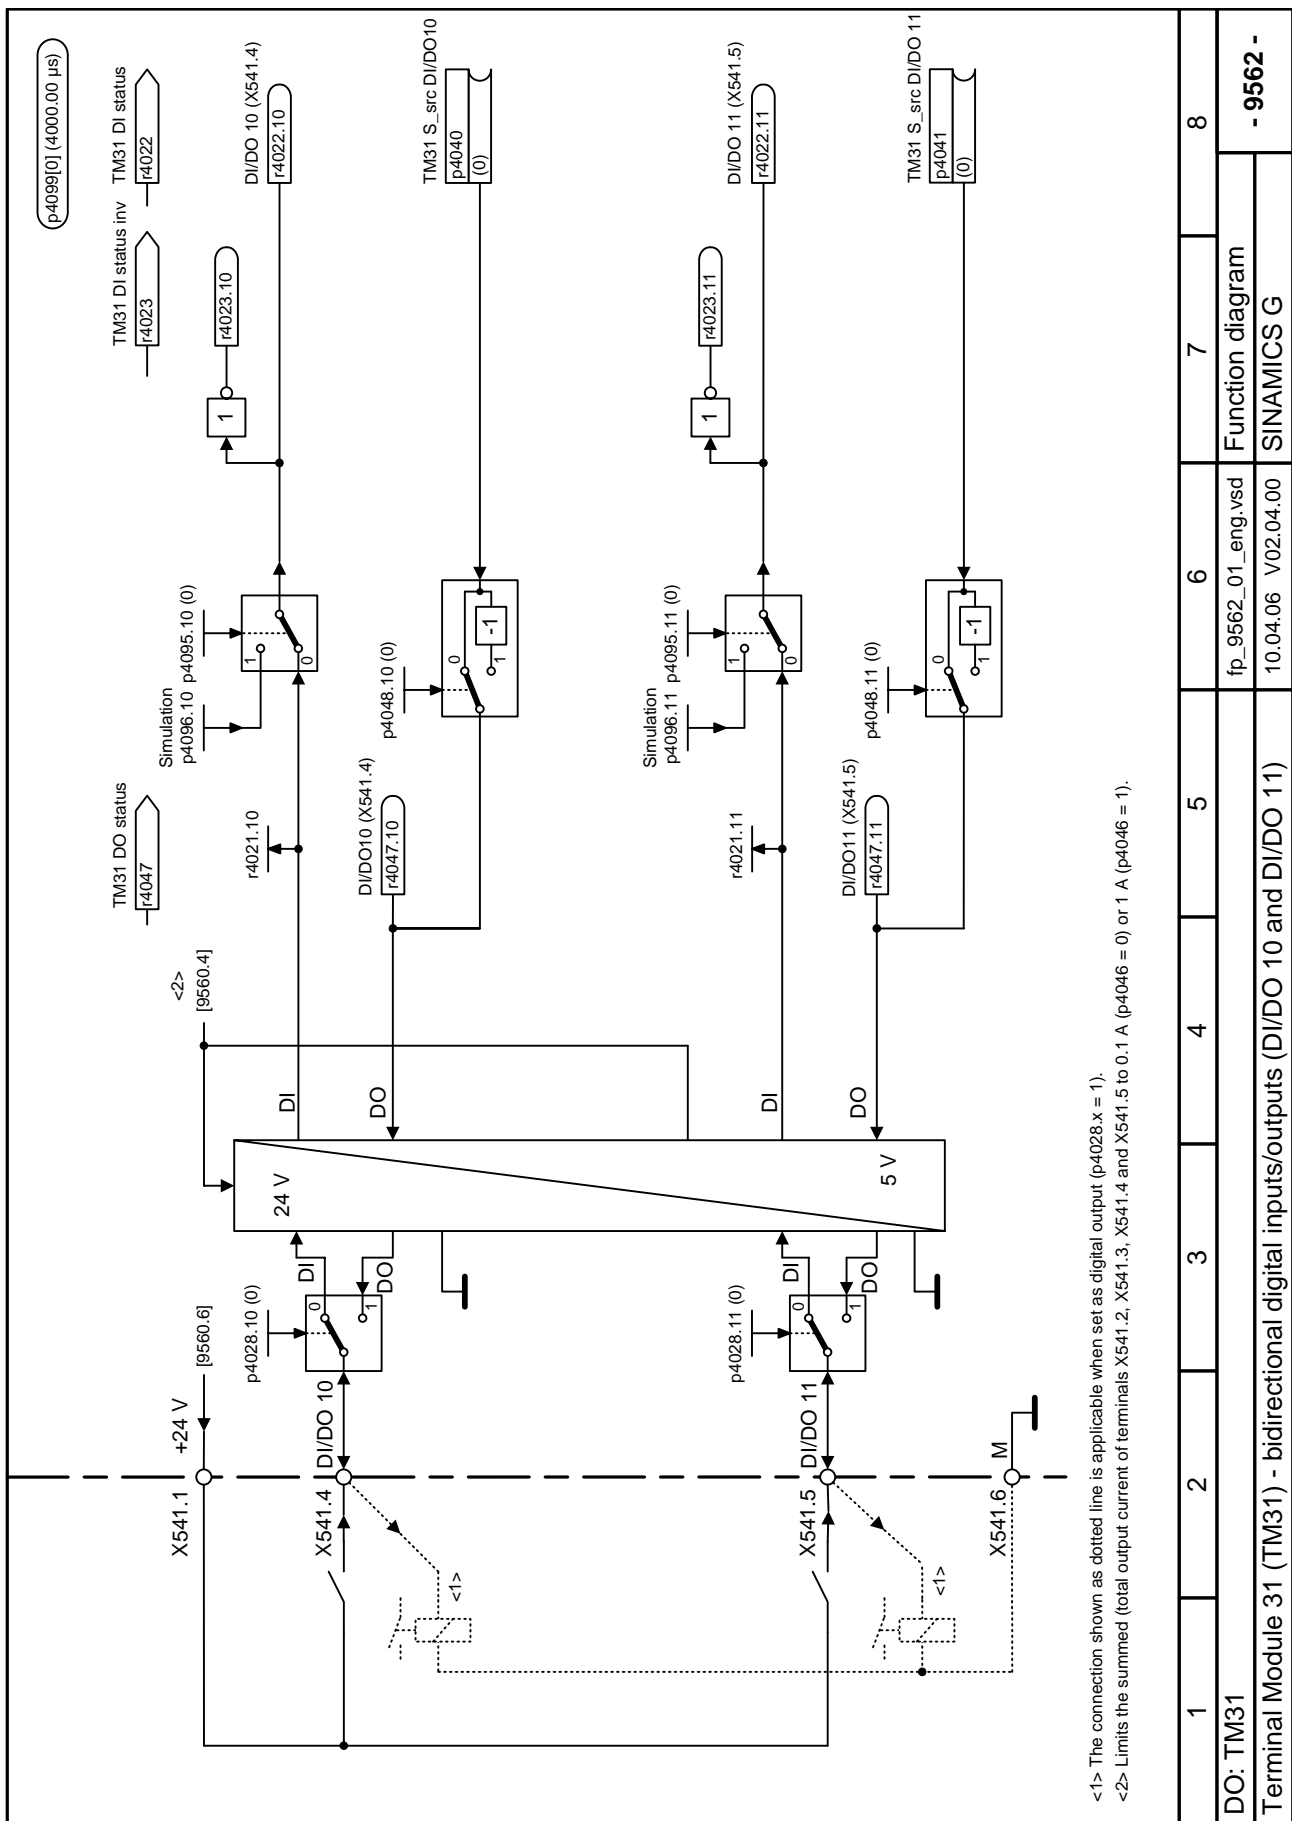 p4099[0] (4000.00 µs)
TM31 DO status
r4047
TM31 DI status inv
r4023
TM31 DI status
r4022
X541.1
+24 V
[9560.6]
<2>
[9560.4]
Simulation
p4096.10
p4095.10 (0)
1
0
1
r4023.10
DI/DO 10 (X541.4)
r4022.10
r4021.10
p4028.10 (0)
X541.4
DI/DO 10
0
1
DI
DO
24 V
DI
DO
DI/DO10 (X541.4)
r4047.10
p4048.10 (0)
0
1
-1
TM31 S_src DI/DO10
p4040
(0)
<1>
Simulation
p4096.11
p4095.11 (0)
1
0
1
r4023.11
DI/DO 11 (X541.5)
r4022.11
r4021.11
p4028.11 (0)
X541.5
DI/DO 11
0
1
DI
DO
5 V
DI
DO
DI/DO11 (X541.5)
r4047.11
p4048.11 (0)
0
1
-1
TM31 S_src DI/DO 11
p4041
(0)
<1>
X541.6
M
<1> The connection shown as dotted line is applicable when set as digital output (p4028.x = 1).
<2> Limits the summed (total output current of terminals X541.2, X541.3, X541.4 and X541.5 to 0.1 A (p4046 = 0) or 1 A (p4046 = 1).
1
2
3
4
5
6
7
8
DO: TM31
fp_9562_01_eng.vsd
Function diagram
- 9562 -
Terminal Module 31 (TM31) - bidirectional digital inputs/outputs (DI/DO 10 and DI/DO 11)
10.04.06 V02.04.00
SINAMICS G